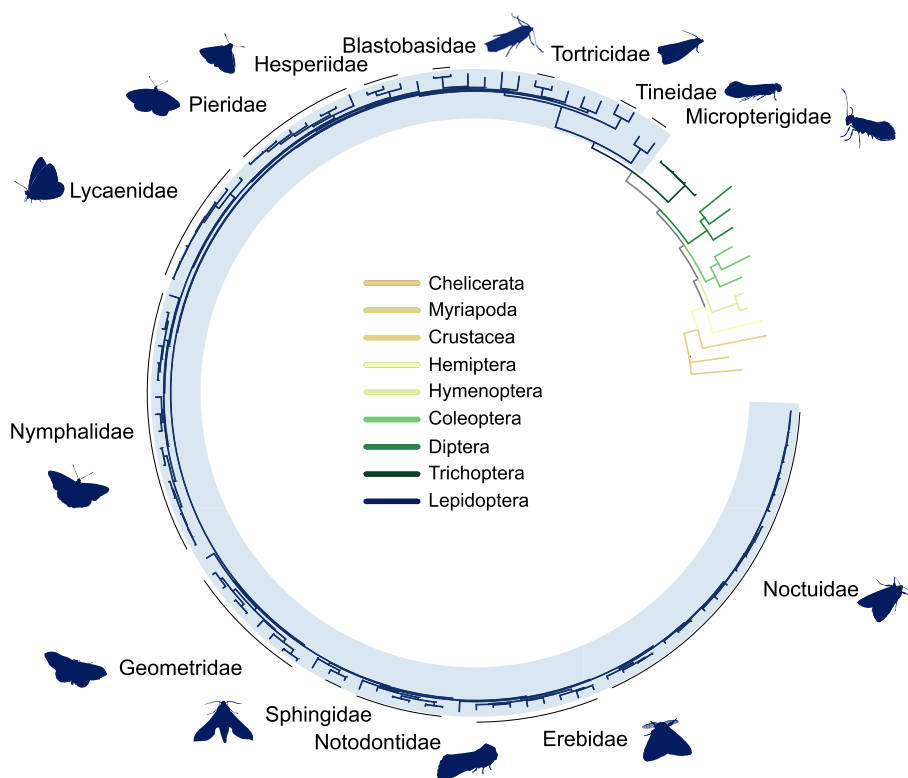 Blastobasidae
Tortricidae
Hesperiidae
Tineidae
Pieridae
Micropterigidae
Lycaenidae
Chelicerata
Myriapoda
Crustacea
Hemiptera
Hymenoptera
Coleoptera
Diptera
Trichoptera
Lepidoptera
Nymphalidae
Noctuidae
Geometridae
Sphingidae
Notodontidae
Erebidae